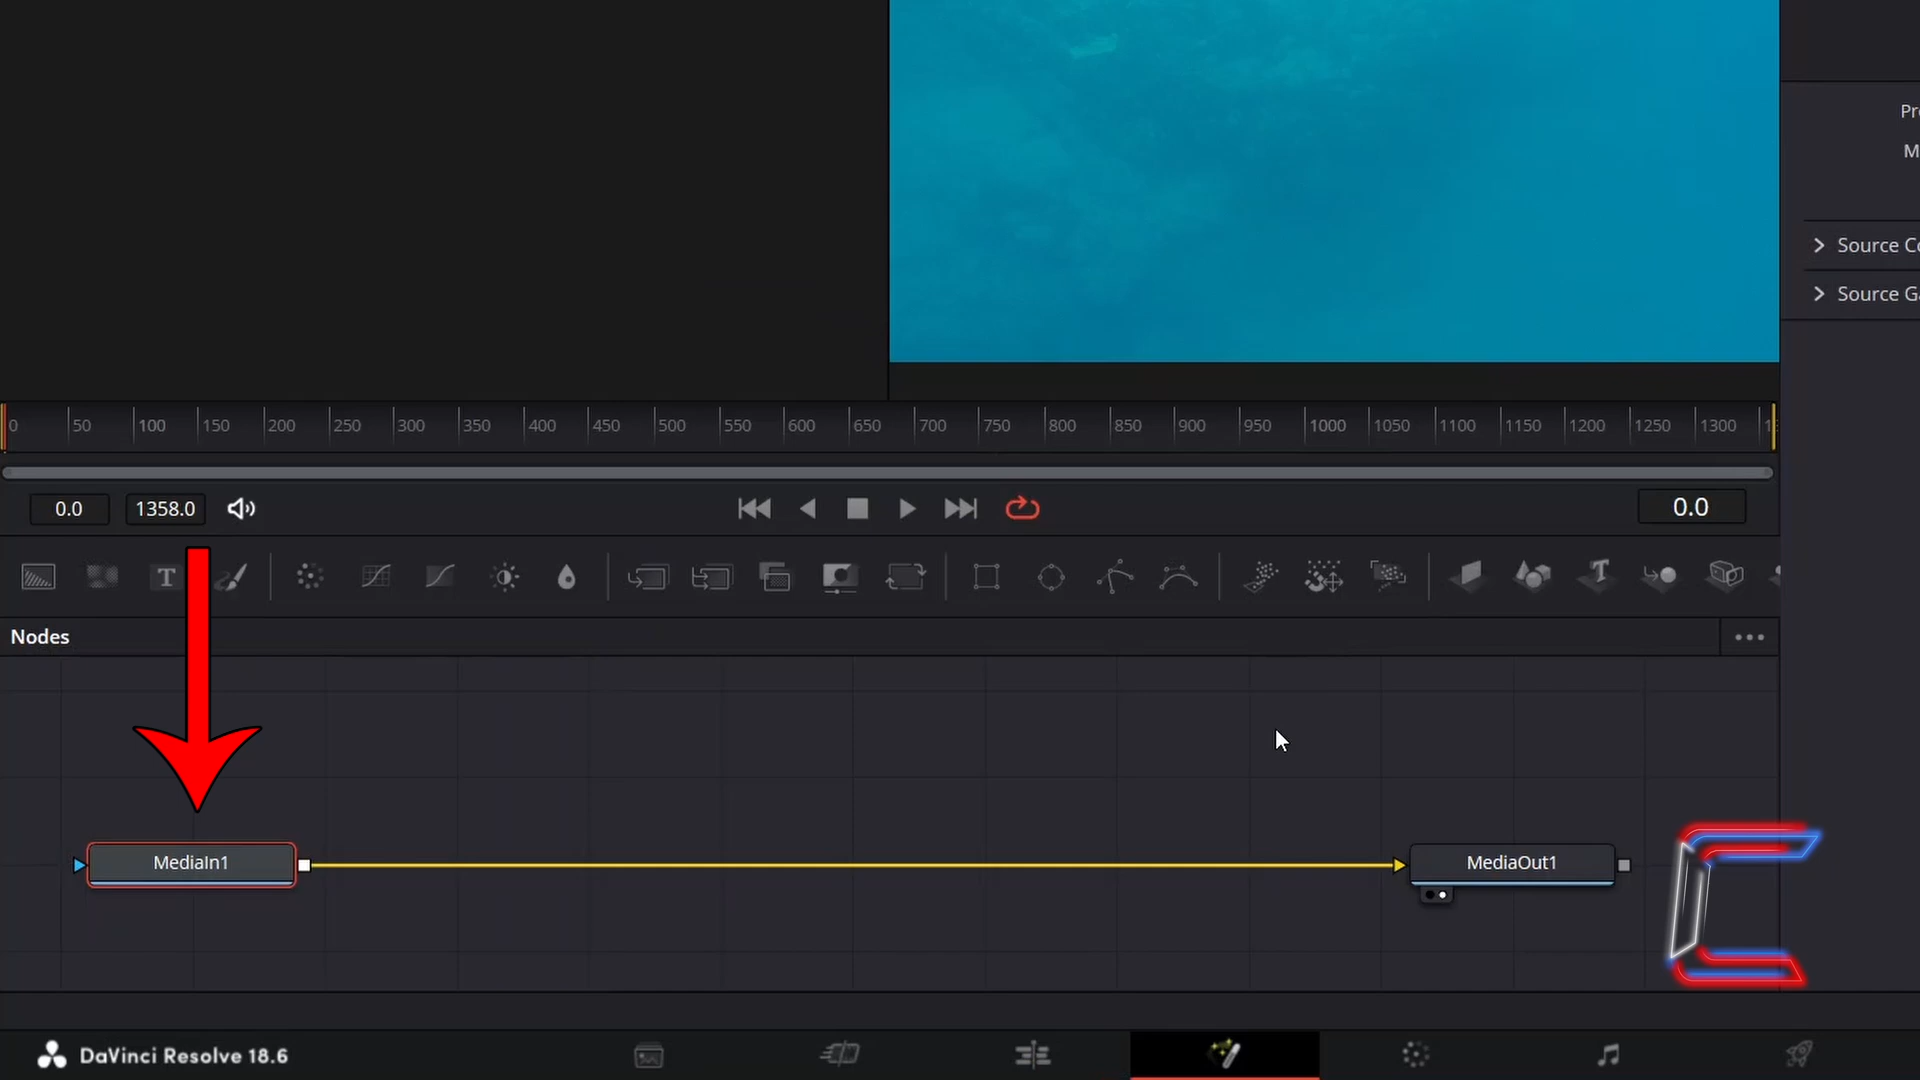 Pr
M
Source Co
Source Ga
0 50 100 150 200 250 300 350 400 450 500 550 600 650 700 750 800 850 900 950 1000 1050 1100 1150 1200 1250 1300
0.0 1358.0 0.0
T
Nodes
MediaIn1 MediaOut1
DaVinci Resolve 18.6